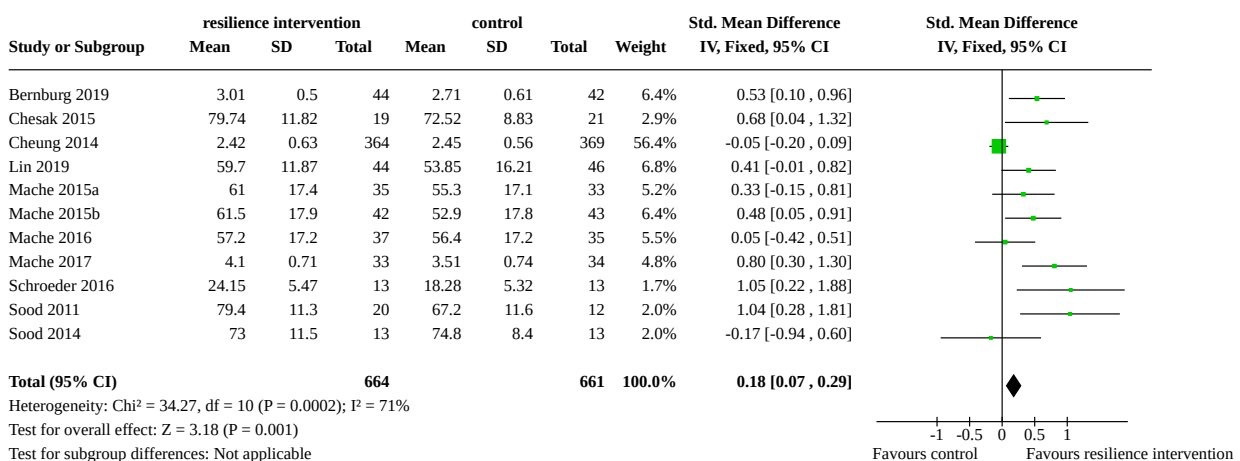 resilience intervention control Std. Mean Difference Std. Mean Difference
Study or Subgroup Mean SD Total Mean SD Total Weight IV, Fixed, 95% CI IV, Fixed, 95% CI
Bernburg 2019 3.01 0.5 44 2.71 0.61 42 6.4% 0.53 [0.10 , 0.96]
Chesak 2015 79.74 11.82 19 72.52 8.83 21 2.9% 0.68 [0.04 , 1.32]
Cheung 2014 2.42 0.63 364 2.45 0.56 369 56.4% -0.05 [-0.20 , 0.09]
Lin 2019 59.7 11.87 44 53.85 16.21 46 6.8% 0.41 [-0.01 , 0.82]
Mache 2015a 61 17.4 35 55.3 17.1 33 5.2% 0.33 [-0.15 , 0.81]
Mache 2015b 61.5 17.9 42 52.9 17.8 43 6.4% 0.48 [0.05 , 0.91]
Mache 2016 57.2 17.2 37 56.4 17.2 35 5.5% 0.05 [-0.42 , 0.51]
Mache 2017 4.1 0.71 33 3.51 0.74 34 4.8% 0.80 [0.30 , 1.30]
Schroeder 2016 24.15 5.47 13 18.28 5.32 13 1.7% 1.05 [0.22 , 1.88]
Sood 2011 79.4 11.3 20 67.2 11.6 12 2.0% 1.04 [0.28 , 1.81]
Sood 2014 73 11.5 13 74.8 8.4 13 2.0% -0.17 [-0.94 , 0.60]
Total (95% CI) 664 661 100.0% 0.18 [0.07 , 0.29]
Heterogeneity: Chi² = 34.27, df = 10 (P = 0.0002); I² = 71%
Test for overall effect: Z = 3.18 (P = 0.001) -1 -0.5 0 0.5 1
Test for subgroup differences: Not applicable Favours control Favours resilience intervention